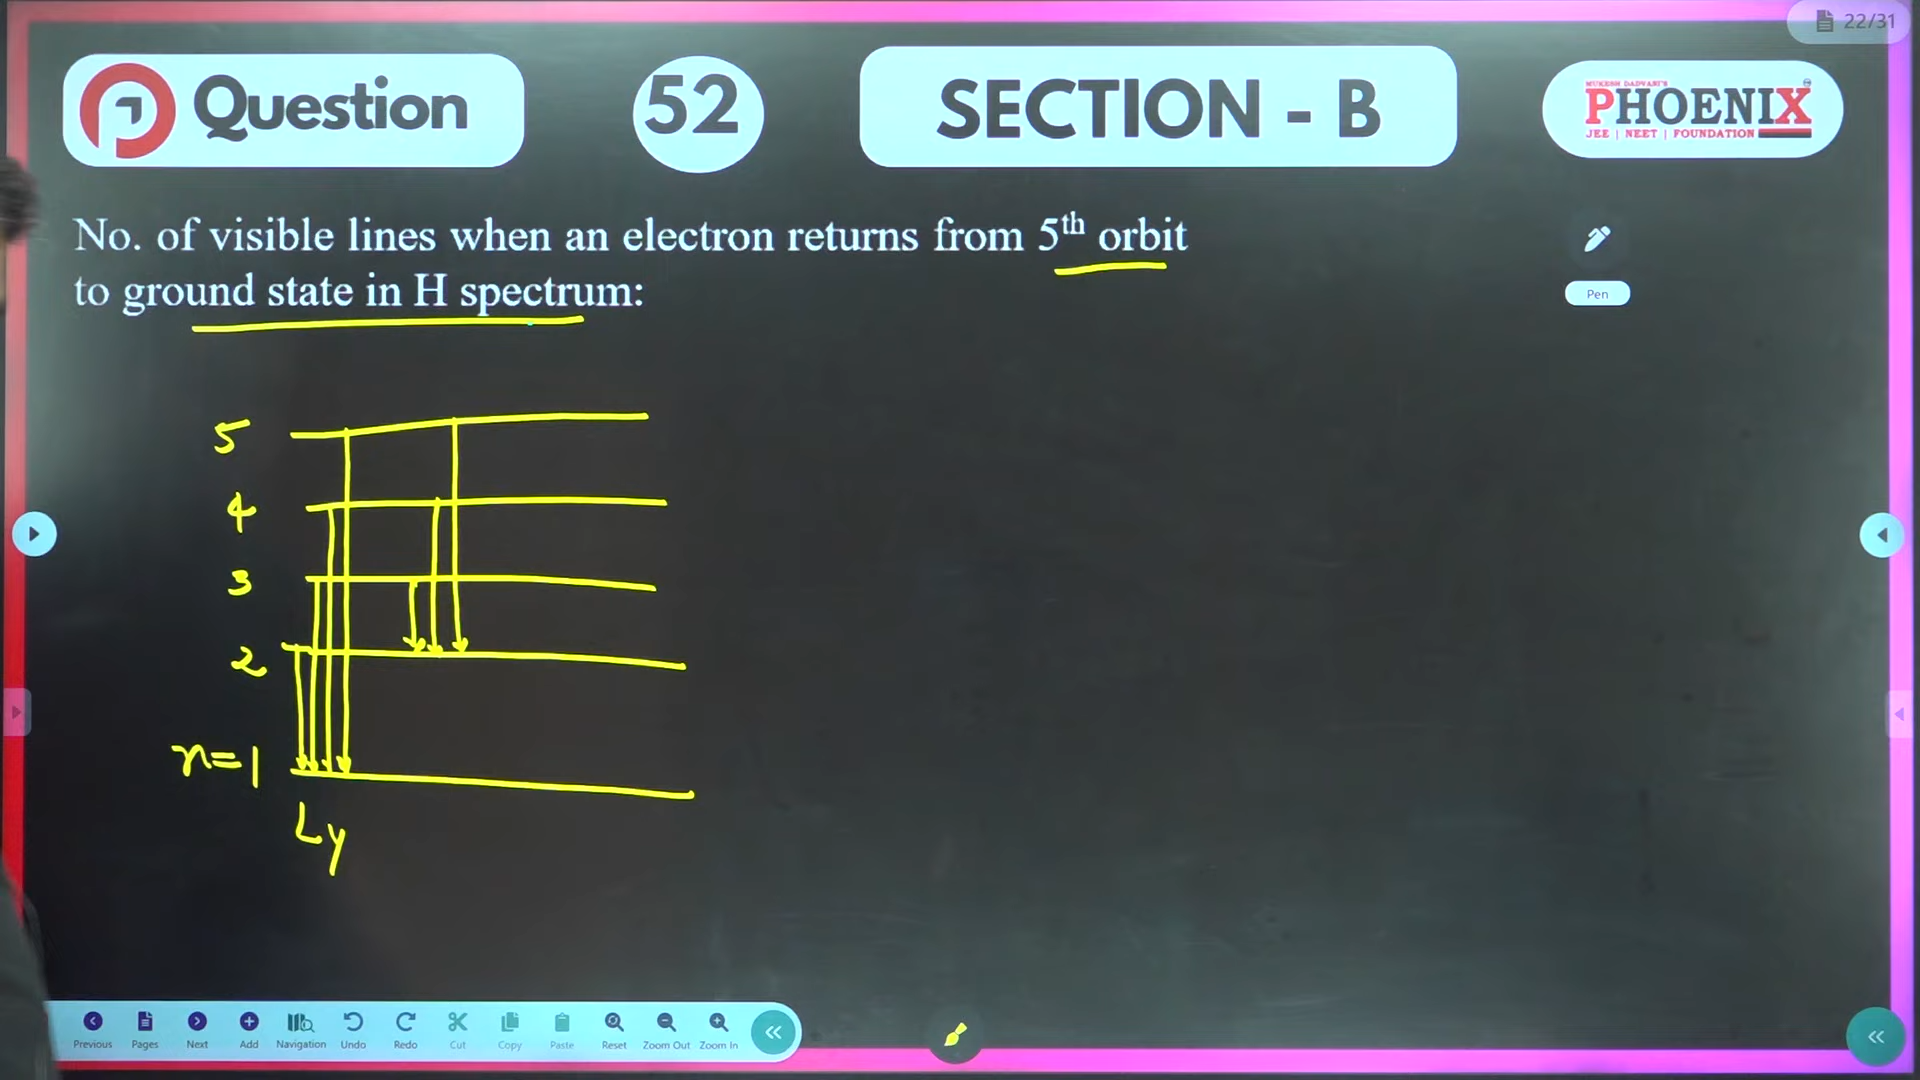 22/31
Question
52
SECTION - B
MUKESH DADVANI'S
PHOENIX
JEE | NEET | FOUNDATION
No. of visible lines when an electron returns from 5th orbit
to ground state in H spectrum:
Pen
5
4
3
2
n=1
Ly
Previous Pages Next Add Navigation Undo Redo Cut Copy Paste Reset Zoom Out Zoom In